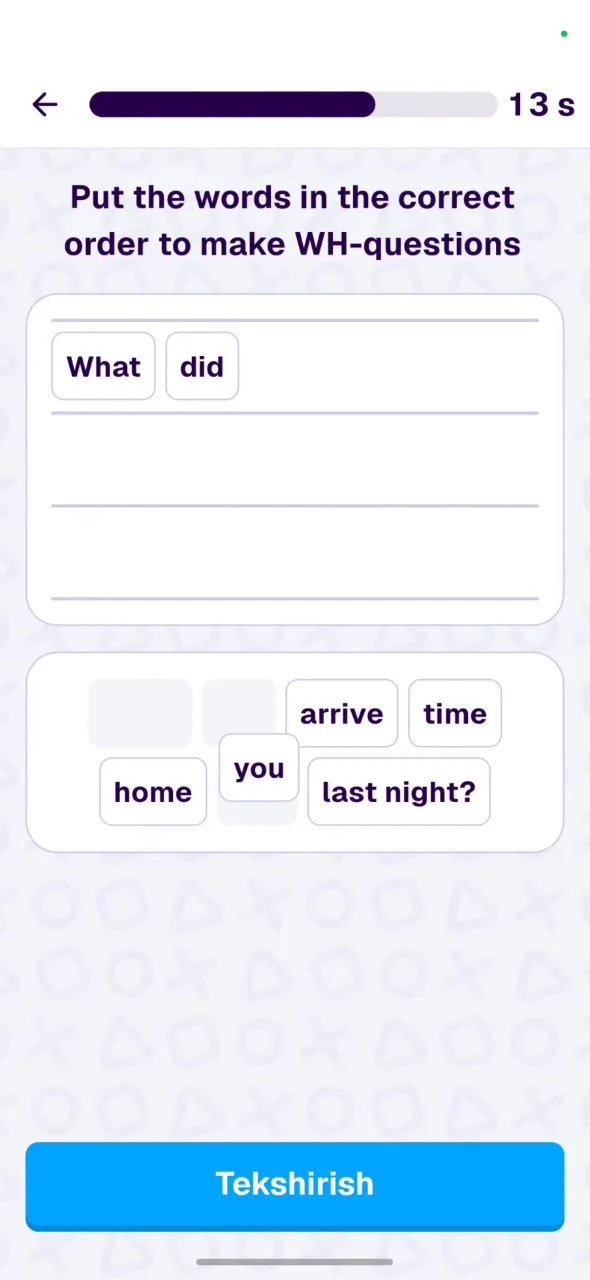 13 s
Put the words in the correct
order to make WH-questions
What did
arrive time
home you last night?
Tekshirish